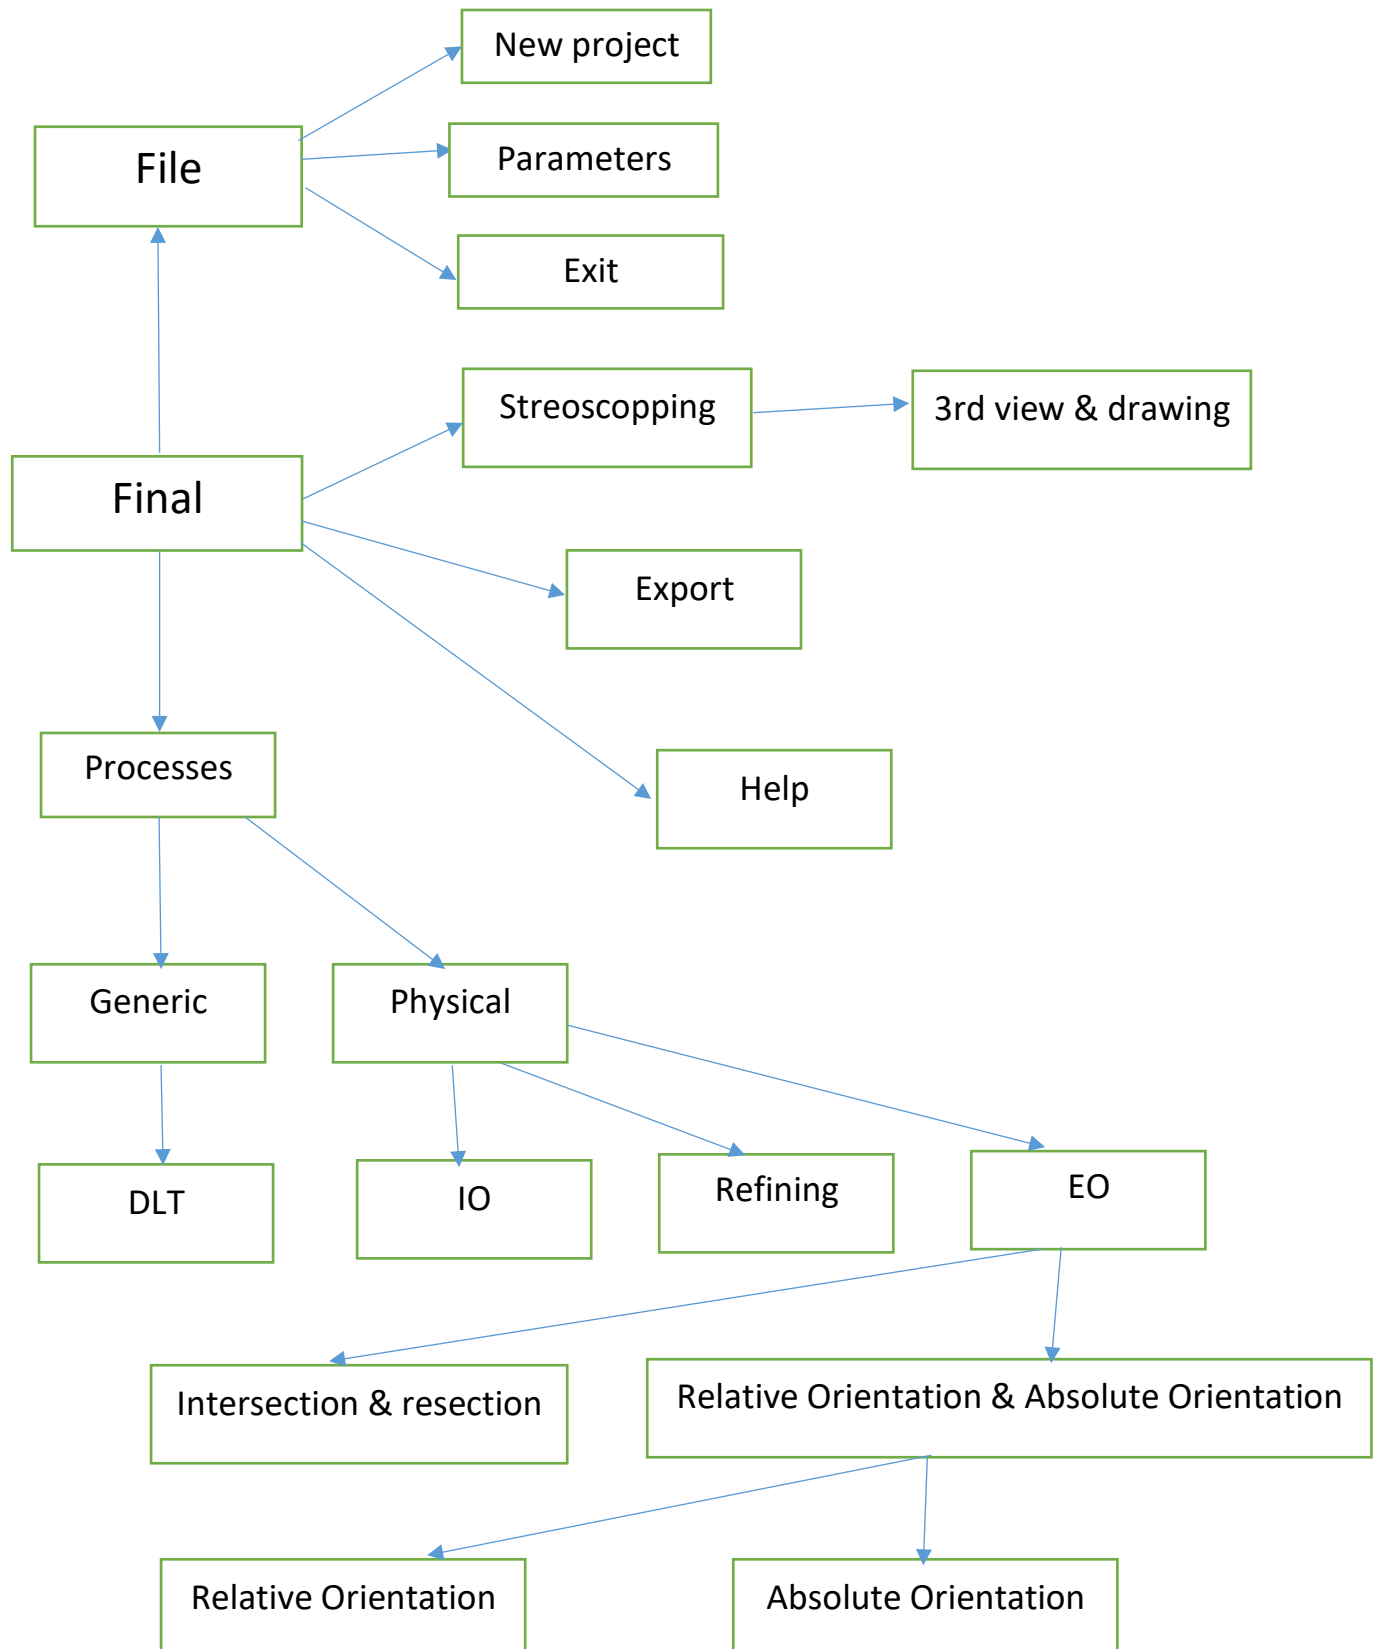 New project
File
Parameters
Exit
Streoscopping
3rd view & drawing
Final
Export
Processes
Help
Generic
Physical
DLT
IO
Refining
EO
Intersection & resection
Relative Orientation & Absolute Orientation
Relative Orientation
Absolute Orientation